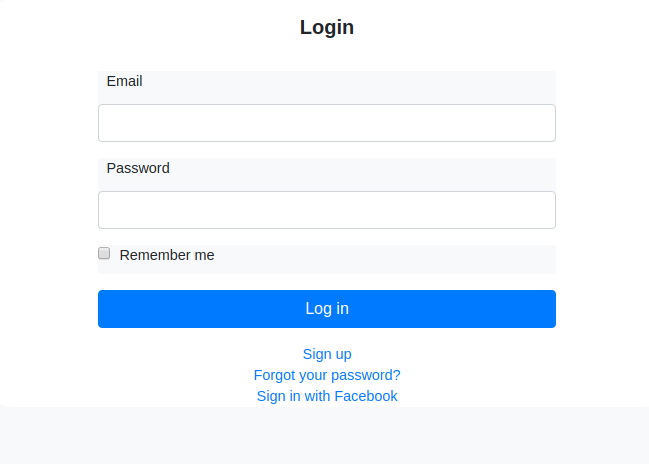 Login
Email
Password
Remember me
Log in
Sign up
Forgot your password?
Sign in with Facebook